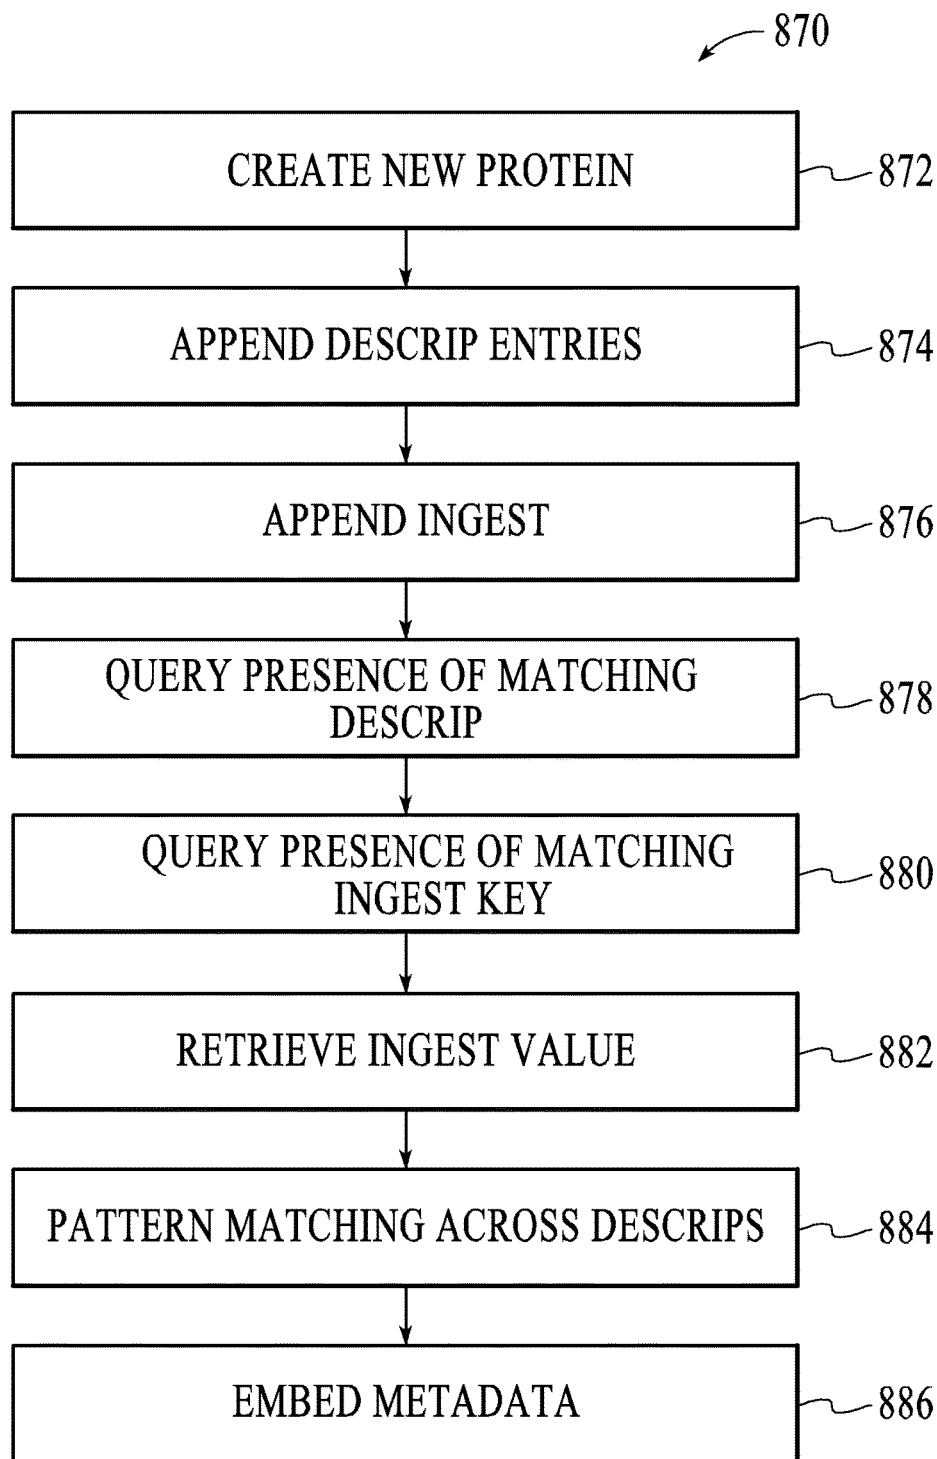 870
CREATE NEW PROTEIN
872
APPEND DESCRIP ENTRIES
874
APPEND INGEST
876
QUERY PRESENCE OF MATCHING
DESCRIP
878
QUERY PRESENCE OF MATCHING
INGEST KEY
880
RETRIEVE INGEST VALUE
882
PATTERN MATCHING ACROSS DESCRIPS
884
EMBED METADATA
886